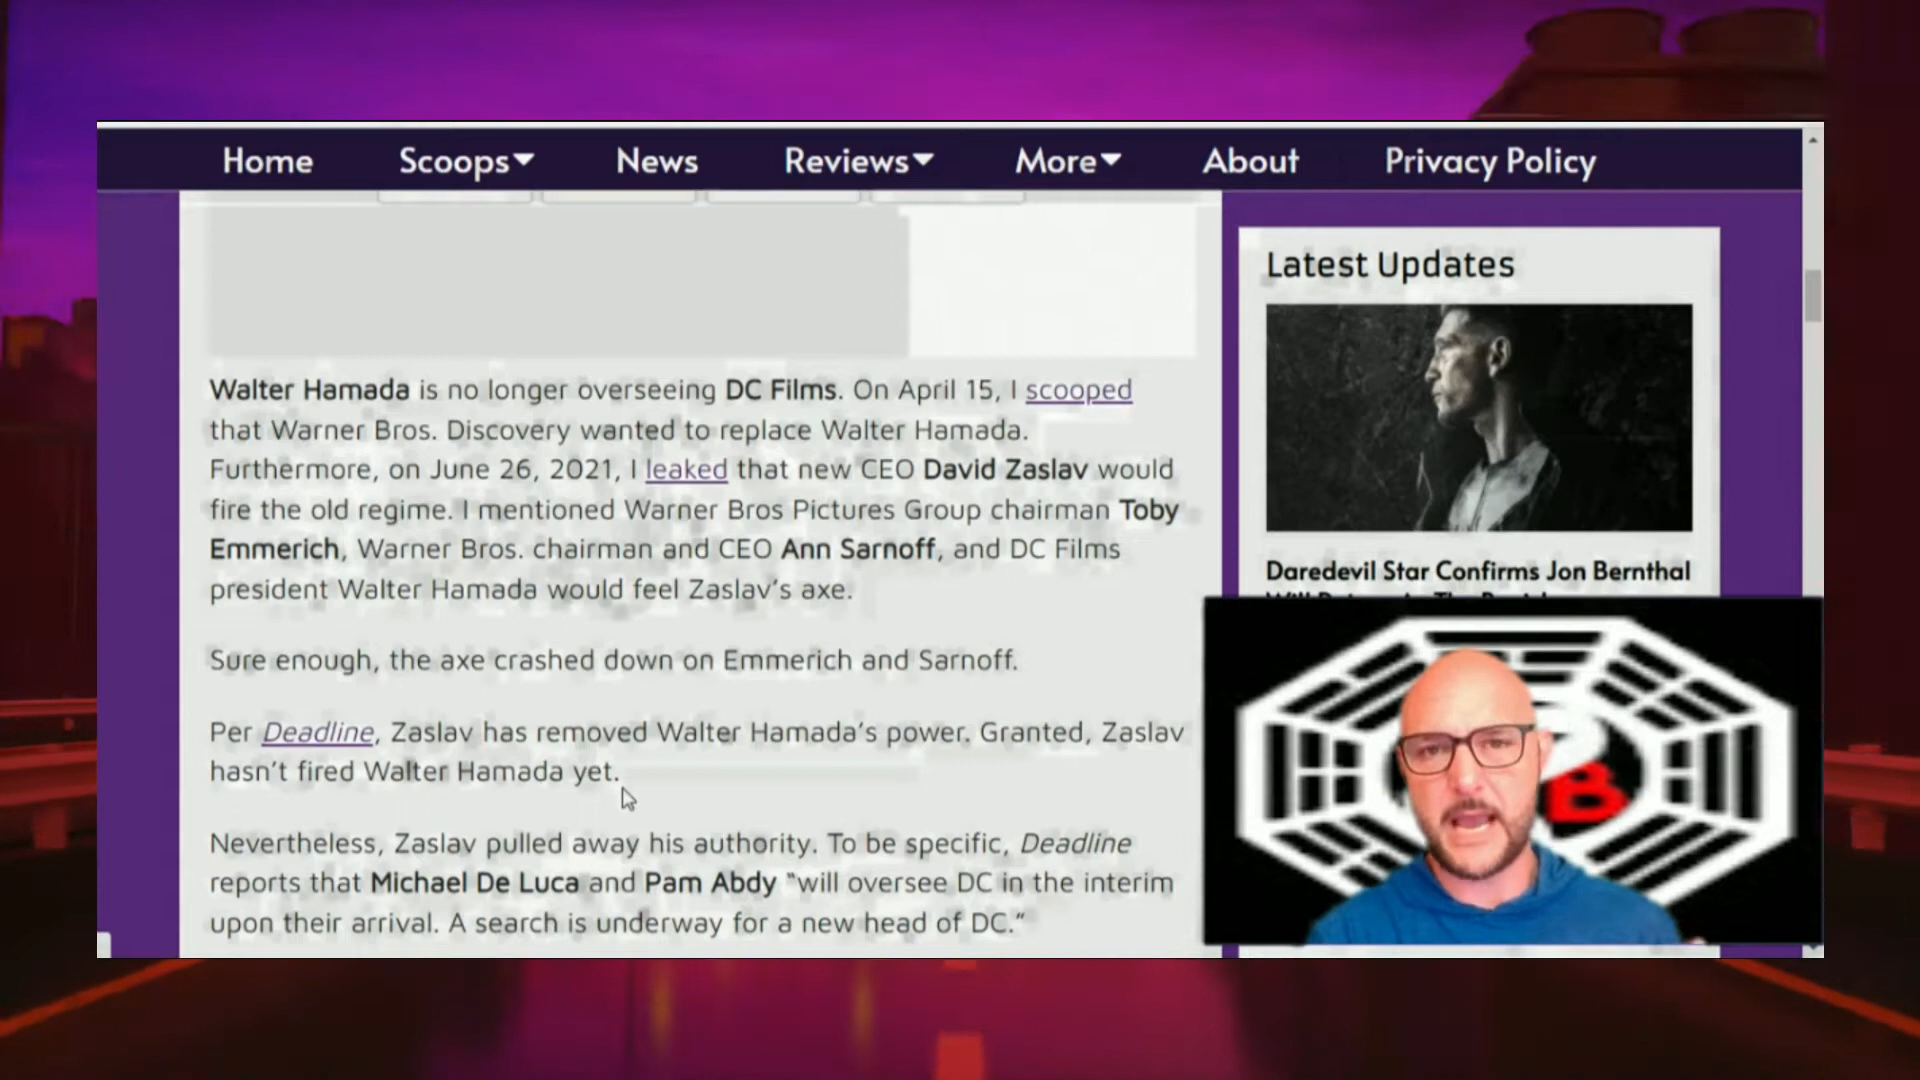 Home Scoops News Reviews More About Privacy Policy
Walter Hamada is no longer overseeing DC Films. On April 15, I scooped
that Warner Bros. Discovery wanted to replace Walter Hamada.
Furthermore, on June 26, 2021, I leaked that new CEO David Zaslav would
fire the old regime. I mentioned Warner Bros Pictures Group chairman Toby
Emmerich, Warner Bros. chairman and CEO Ann Sarnoff, and DC Films
president Walter Hamada would feel Zaslav's axe.
Sure enough, the axe crashed down on Emmerich and Sarnoff.
Per Deadline, Zaslav has removed Walter Hamada's power. Granted, Zaslav
hasn't fired Walter Hamada yet.
Nevertheless, Zaslav pulled away his authority. To be specific, Deadline
reports that Michael De Luca and Pam Abdy "will oversee DC in the interim
upon their arrival. A search is underway for a new head of DC."
Latest Updates
Daredevil Star Confirms Jon Bernthal
B